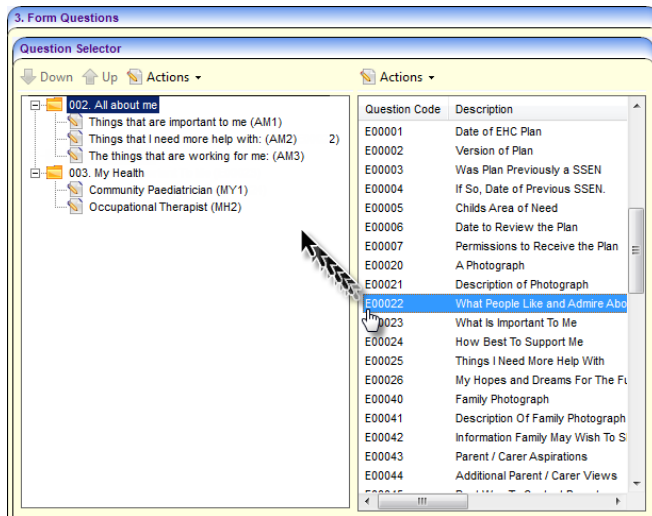 3. Form Questions
Question Selector
Down Up Actions
002. All about me
Things that are important to me (AM1)
Things that I need more help with: (AM2) 2)
The things that are working for me: (AM3)
003. My Health
Community Paediatrician (MY1)
Occupational Therapist (MH2)
Actions
Question Code Description
E00001 Date of EHC Plan
E00002 Version of Plan
E00003 Was Plan Previously a SSEN
E00004 If So, Date of Previous SSEN.
E00005 Childs Area of Need
E00006 Date to Review the Plan
E00007 Permissions to Receive the Plan
E00020 A Photograph
E00021 Description of Photograph
E00022 What People Like and Admire Abo
E00023 What Is Important To Me
E00024 How Best To Support Me
E00025 Things I Need More Help With
E00026 My Hopes and Dreams For The Fu
E00040 Family Photograph
E00041 Description Of Family Photograph
E00042 Information Family May Wish To S
E00043 Parent / Carer Aspirations
E00044 Additional Parent / Carer Views